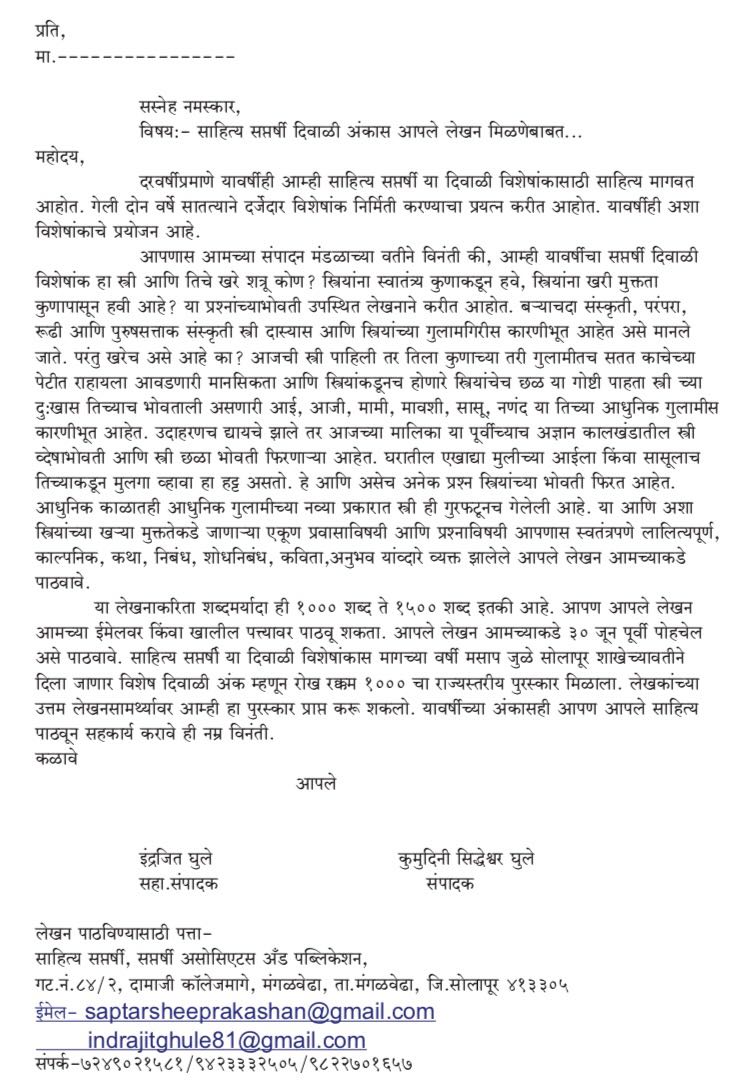 प्रति,
मा.----------------
सस्नेह नमस्कार,
विषय:- साहित्य सप्तर्षी दिवाळी अंकास आपले लेखन मिळणेबाबत...
महोदय,
दरवर्षीप्रमाणे यावर्षीही आम्ही साहित्य सप्तर्षी या दिवाळी विशेषांकासाठी साहित्य मागवत
आहोत. गेली दोन वर्षे सातत्याने दर्जेदार विशेषांक निर्मिती करण्याचा प्रयत्न करीत आहोत. यावर्षीही अशा
विशेषांकाचे प्रयोजन आहे.
आपणास आमच्या संपादन मंडळाच्या वतीने विनंती की, आम्ही यावर्षीचा सप्तर्षी दिवाळी
विशेषांक हा स्त्री आणि तिचे खरे शत्रू कोण? स्त्रियांना स्वातंत्र्य कुणाकडून हवे, स्त्रियांना खरी मुक्तता
कुणापासून हवी आहे? या प्रश्नांच्याभोवती उपस्थित लेखनाने करीत आहोत. बऱ्याचदा संस्कृती, परंपरा,
रूढी आणि पुरुषसत्ताक संस्कृती स्त्री दास्यास आणि स्त्रियांच्या गुलामगिरीस कारणीभूत आहेत असे मानले
जाते. परंतु खरेच असे आहे का? आजची स्त्री पाहिली तर तिला कुणाच्या तरी गुलामीतच सतत काचेच्या
पेटीत राहायला आवडणारी मानसिकता आणि स्त्रियांकडूनच होणारे स्त्रियांचेच छळ या गोष्टी पाहता स्त्री च्या
दु:खास तिच्याच भोवताली असणारी आई, आजी, मामी, मावशी, सासू, नणंद या तिच्या आधुनिक गुलामीस
कारणीभूत आहेत. उदाहरणच द्यायचे झाले तर आजच्या मालिका या पूर्वीच्याच अज्ञान कालखंडातील स्त्री
व्देषाभोवती आणि स्त्री छळा भोवती फिरणाऱ्या आहेत. घरातील एखाद्या मुलीच्या आईला किंवा सासूलाच
तिच्याकडून मुलगा व्हावा हा हट्ट असतो. हे आणि असेच अनेक प्रश्न स्त्रियांच्या भोवती फिरत आहेत.
आधुनिक काळातही आधुनिक गुलामीच्या नव्या प्रकारात स्त्री ही गुरफटूनच गेलेली आहे. या आणि अशा
स्त्रियांच्या खऱ्या मुक्ततेकडे जाणाऱ्या एकूण प्रवासाविषयी आणि प्रश्नाविषयी आपणास स्वतंत्रपणे लालित्यपूर्ण,
काल्पनिक, कथा, निबंध, शोधनिबंध, कविता,अनुभव यांव्दारे व्यक्त झालेले आपले लेखन आमच्याकडे
पाठवावे.
या लेखनाकरिता शब्दमर्यादा ही १००० शब्द ते १५०० शब्द इतकी आहे. आपण आपले लेखन
आमच्या ईमेलवर किंवा खालील पत्त्यावर पाठवू शकता. आपले लेखन आमच्याकडे ३० जून पूर्वी पोहचेल
असे पाठवावे. साहित्य सप्तर्षी या दिवाळी विशेषांकास मागच्या वर्षी मसाप जुळे सोलापूर शाखेच्यावतीने
दिला जाणार विशेष दिवाळी अंक म्हणून रोख रक्कम १००० चा राज्यस्तरीय पुरस्कार मिळाला. लेखकांच्या
उत्तम लेखनसामर्थ्यावर आम्ही हा पुरस्कार प्राप्त करू शकलो. यावर्षीच्या अंकासही आपण आपले साहित्य
पाठवून सहकार्य करावे ही नम्र विनंती.
कळावे
आपले
इंद्रजित घुले कुमुदिनी सिद्धेश्वर घुले
सहा.संपादक संपादक
लेखन पाठविण्यासाठी पत्ता-
साहित्य सप्तर्षी, सप्तर्षी असोसिएटस अँड पब्लिकेशन,
गट.नं.८४/२, दामाजी कॉलेजमागे, मंगळवेढा, ता.मंगळवेढा, जि.सोलापूर ४१३३०५
ईमेल- saptarsheeprakashan@gmail.com
indrajitghule81@gmail.com
संपर्क-७२४९०२१५८१/९४२३३३२५०५/९८२२७०१६५७